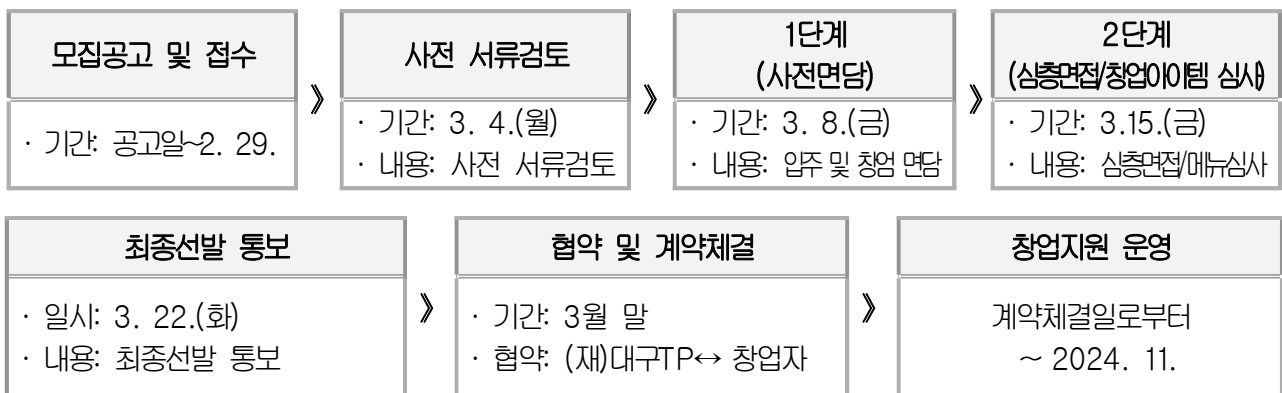 모집공고 및 접수
· 기간: 공고일~2. 29.
》
사전 서류검토
· 기간: 3. 4.(월)
· 내용: 사전 서류검토
》
1단계
(사전면담)
· 기간: 3. 8.(금)
· 내용: 입주 및 창업 면담
》
2단계
(심층면접/창업아이템 심사)
· 기간: 3.15.(금)
· 내용: 심층면접/메뉴심사
최종선발 통보
· 일시: 3. 22.(화)
· 내용: 최종선발 통보
》
협약 및 계약체결
· 기간: 3월 말
· 협약: (재)대구TP↔ 창업자
》
창업지원 운영
계약체결일로부터
~ 2024. 11.